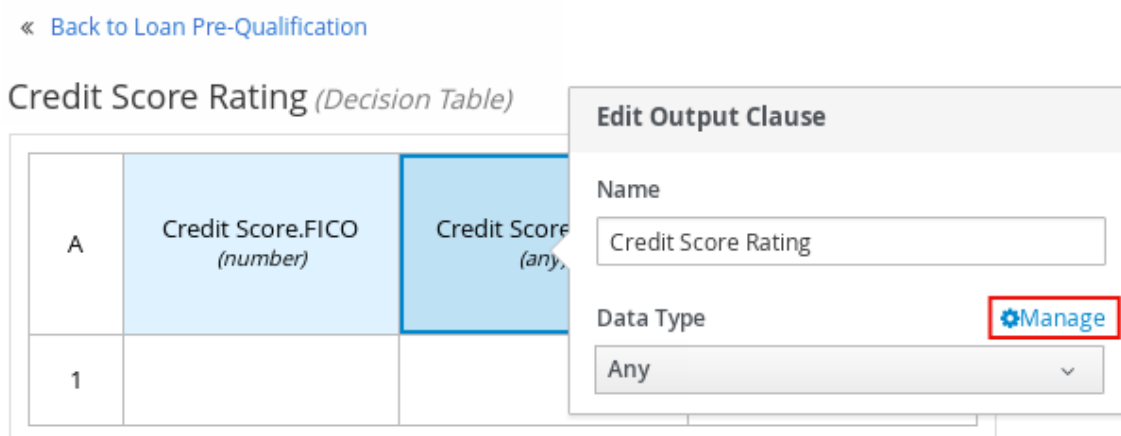 « Back to Loan Pre-Qualification
Credit Score Rating (Decision Table)
Edit Output Clause
Name
Credit Score Rating
Data Type
Manage
Any
A
Credit Score.FICO
(number)
Credit Score
(any)
1